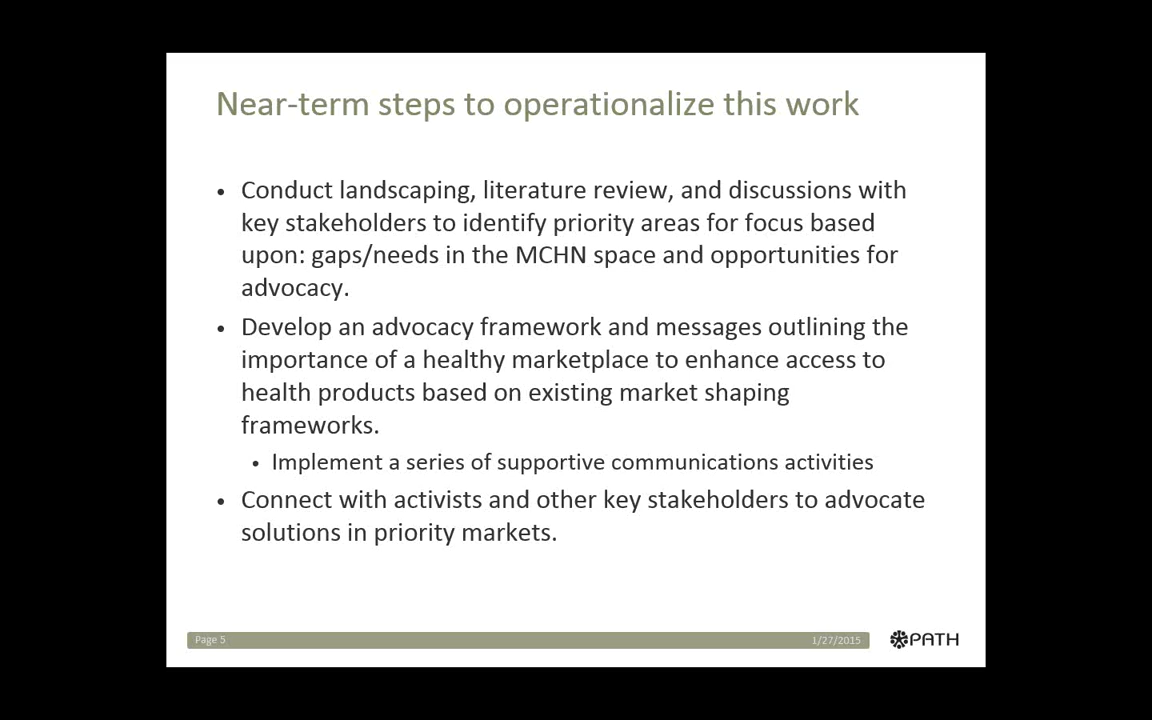 Near-term steps to operationalize this work
• Conduct landscaping, literature review, and discussions with
key stakeholders to identify priority areas for focus based
upon: gaps/needs in the MCHN space and opportunities for
advocacy.
• Develop an advocacy framework and messages outlining the
importance of a healthy marketplace to enhance access to
health products based on existing market shaping
frameworks.
• Implement a series of supportive communications activities
• Connect with activists and other key stakeholders to advocate
solutions in priority markets.
Page 5
1/27/2015
PATH